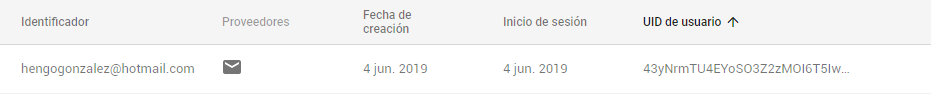 Identificador Proveedores Fecha de creación Inicio de sesión UID de usuario
hengogonzalez@hotmail.com 4 jun. 2019 4 jun. 2019 43yNrmTU4EYoSO3Z2zMOI6T5Iw...